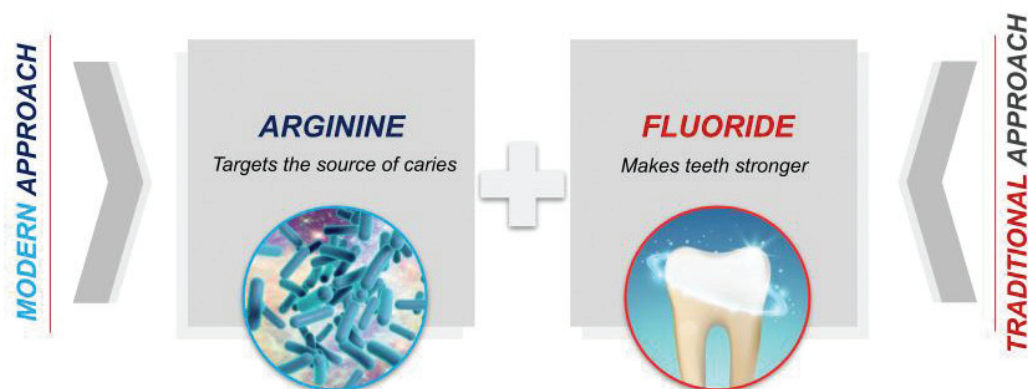 MODERN APPROACH
ARGININE
Targets the source of caries
FLUORIDE
Makes teeth stronger
TRADITIONAL APPROACH